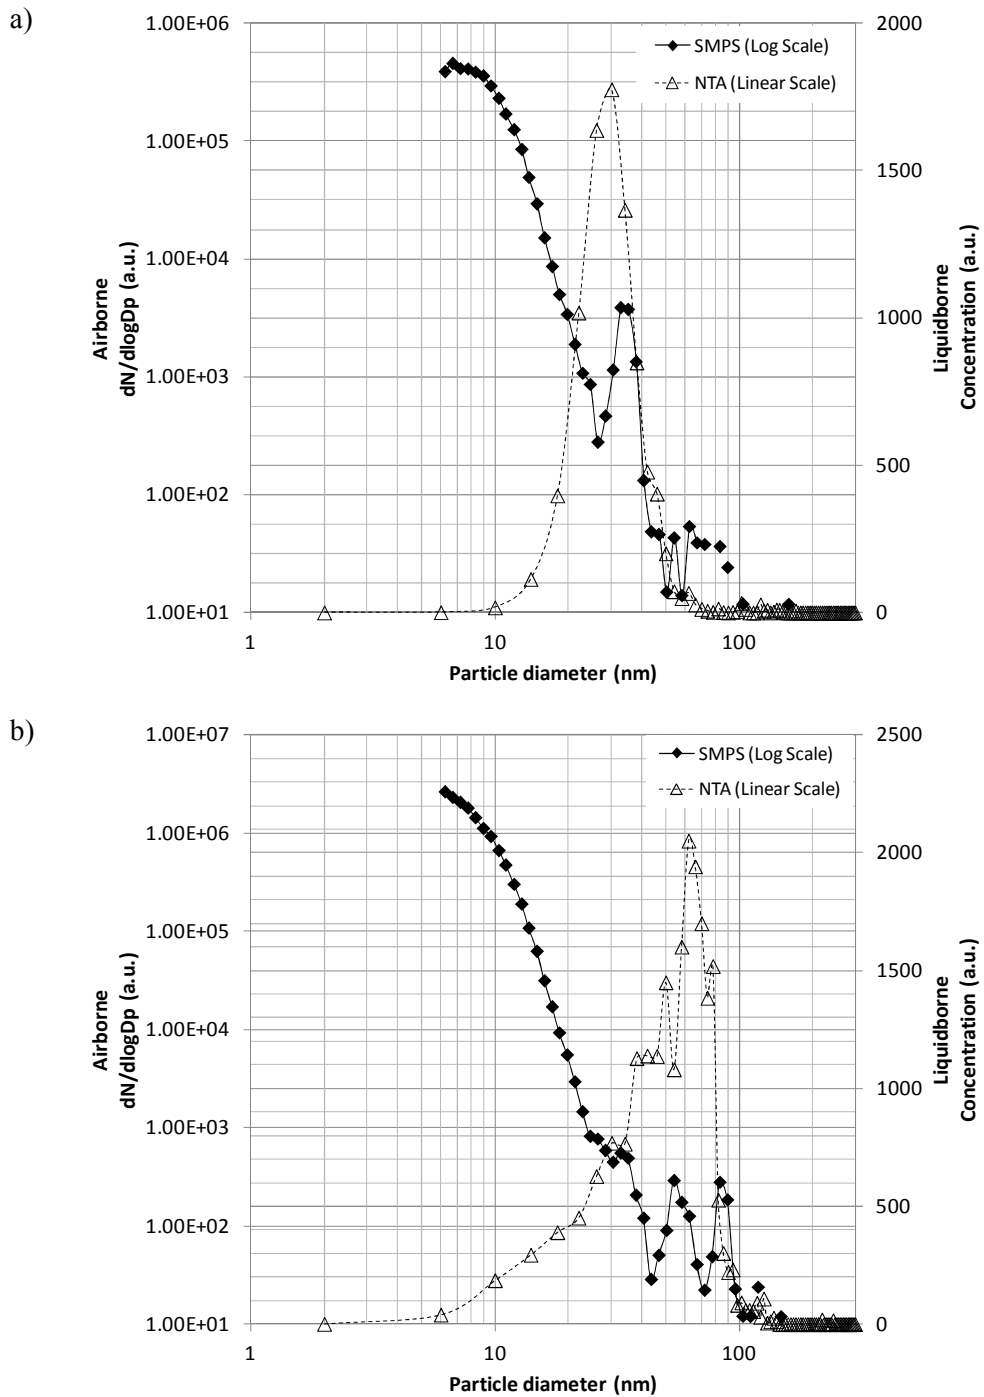 a)
1.00E+06
1.00E+05
1.00E+04
1.00E+03
1.00E+02
1.00E+01
Airborne
dN/dlogDp (a.u.)
2000
1500
1000
500
0
Liquidborne
Concentration (a.u.)
SMPS (Log Scale)
NTA (Linear Scale)
1
10
100
Particle diameter (nm)
b)
1.00E+07
1.00E+06
1.00E+05
1.00E+04
1.00E+03
1.00E+02
1.00E+01
Airborne
dN/dlogDp (a.u.)
2500
2000
1500
1000
500
0
Liquidborne
Concentration (a.u.)
SMPS (Log Scale)
NTA (Linear Scale)
1
10
100
Particle diameter (nm)